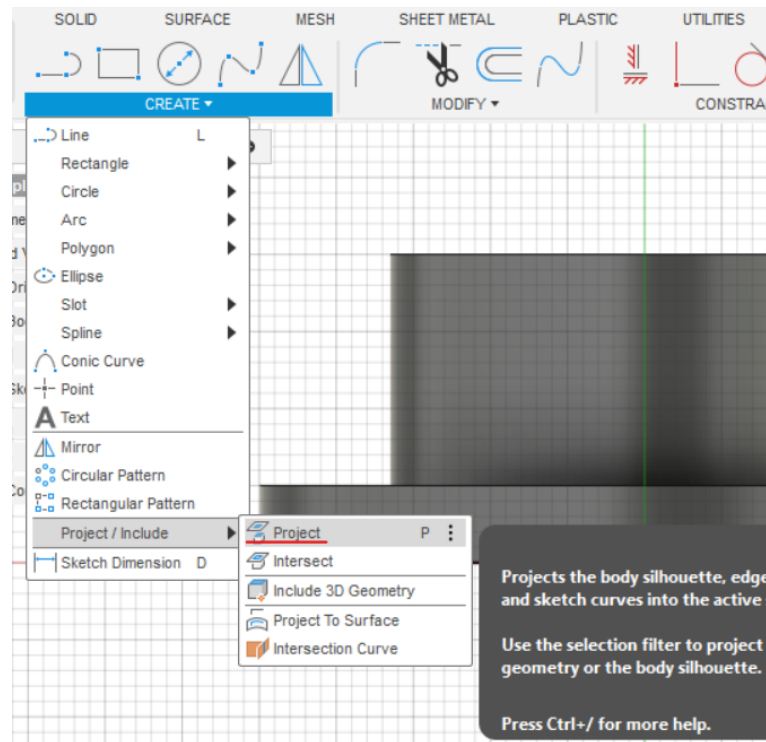 SOLID SURFACE MESH SHEET METAL PLASTIC UTILITIES
CREATE MODIFY
Line L
Rectangle
Circle
Arc
Polygon
Ellipse
Slot
Spline
Conic Curve
Point
Text
Mirror
Circular Pattern
Rectangular Pattern
Project / Include
Sketch Dimension D
Project P
Intersect
Include 3D Geometry
Project To Surface
Intersection Curve
Projects the body silhouette, edge
and sketch curves into the active
Use the selection filter to project
geometry or the body silhouette.
Press Ctrl+/ for more help.